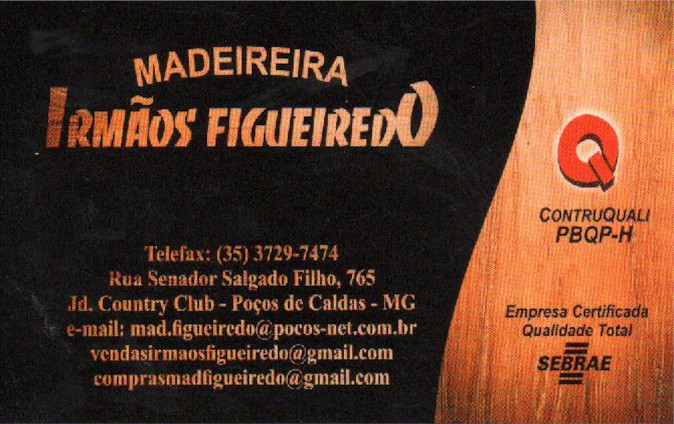 MADEIREIRA
IRMÃOS FIGUEIREDO
Telefax: (35) 3729-7474
Rua Senador Salgado Filho, 765
Jd. Country Club - Poços de Caldas - MG
e-mail: mad.figueiredo@pocos-net.com.br
vendasirmaosfigueiredo@gmail.com
comprasmadfigueiredo@gmail.com
CONTRUQUALI
PBQP-H
Empresa Certificada
Qualidade Total
SEBRAE